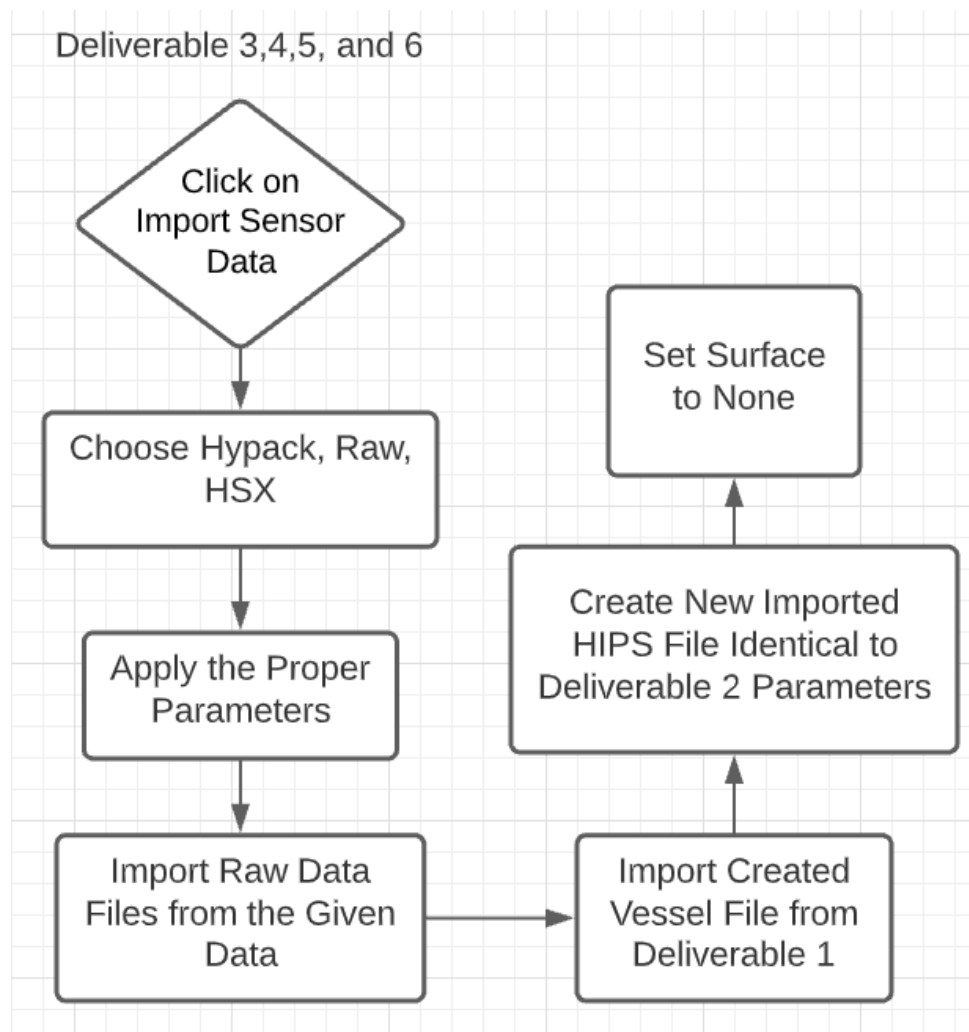 Deliverable 3,4,5, and 6
Click on
Import Sensor
Data
Choose Hypack, Raw,
HSX
Apply the Proper
Parameters
Import Raw Data
Files from the Given
Data
Import Created
Vessel File from
Deliverable 1
Create New Imported
HIPS File Identical to
Deliverable 2 Parameters
Set Surface
to None